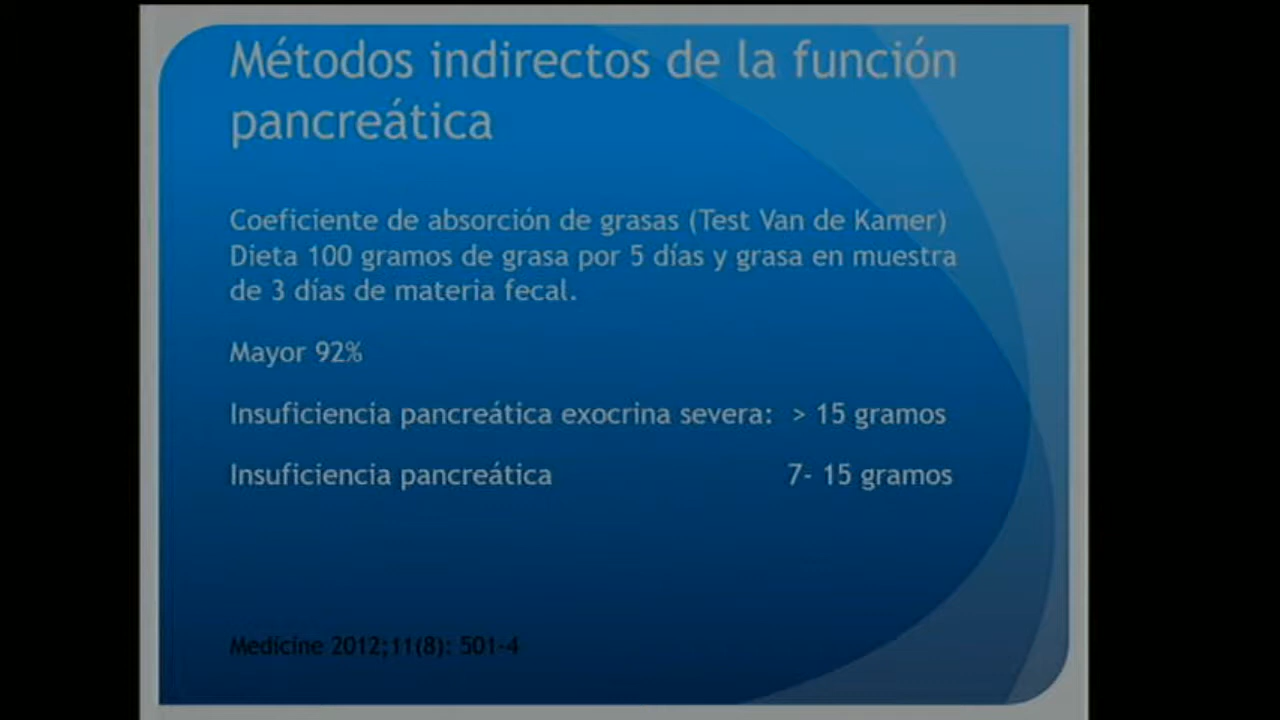 Métodos indirectos de la función
pancreática
Coeficiente de absorción de grasas (Test Van de Kamer)
Dieta 100 gramos de grasa por 5 días y grasa en muestra
de 3 días de materia fecal.
Mayor 92%
Insuficiencia pancreática exocrina severa: > 15 gramos
Insuficiencia pancreática 7- 15 gramos
Medicine 2012;11(8): 501-4